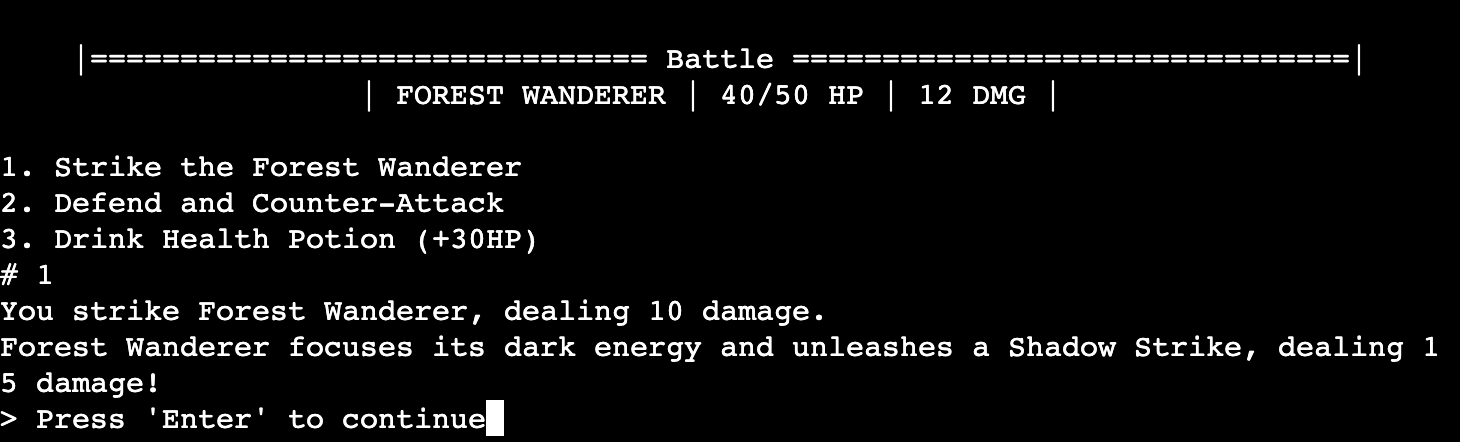 |=============================== Battle ===============================|
| FOREST WANDERER | 40/50 HP | 12 DMG |
1. Strike the Forest Wanderer
2. Defend and Counter-Attack
3. Drink Health Potion (+30HP)
# 1
You strike Forest Wanderer, dealing 10 damage.
Forest Wanderer focuses its dark energy and unleashes a Shadow Strike, dealing 1
5 damage!
> Press 'Enter' to continue